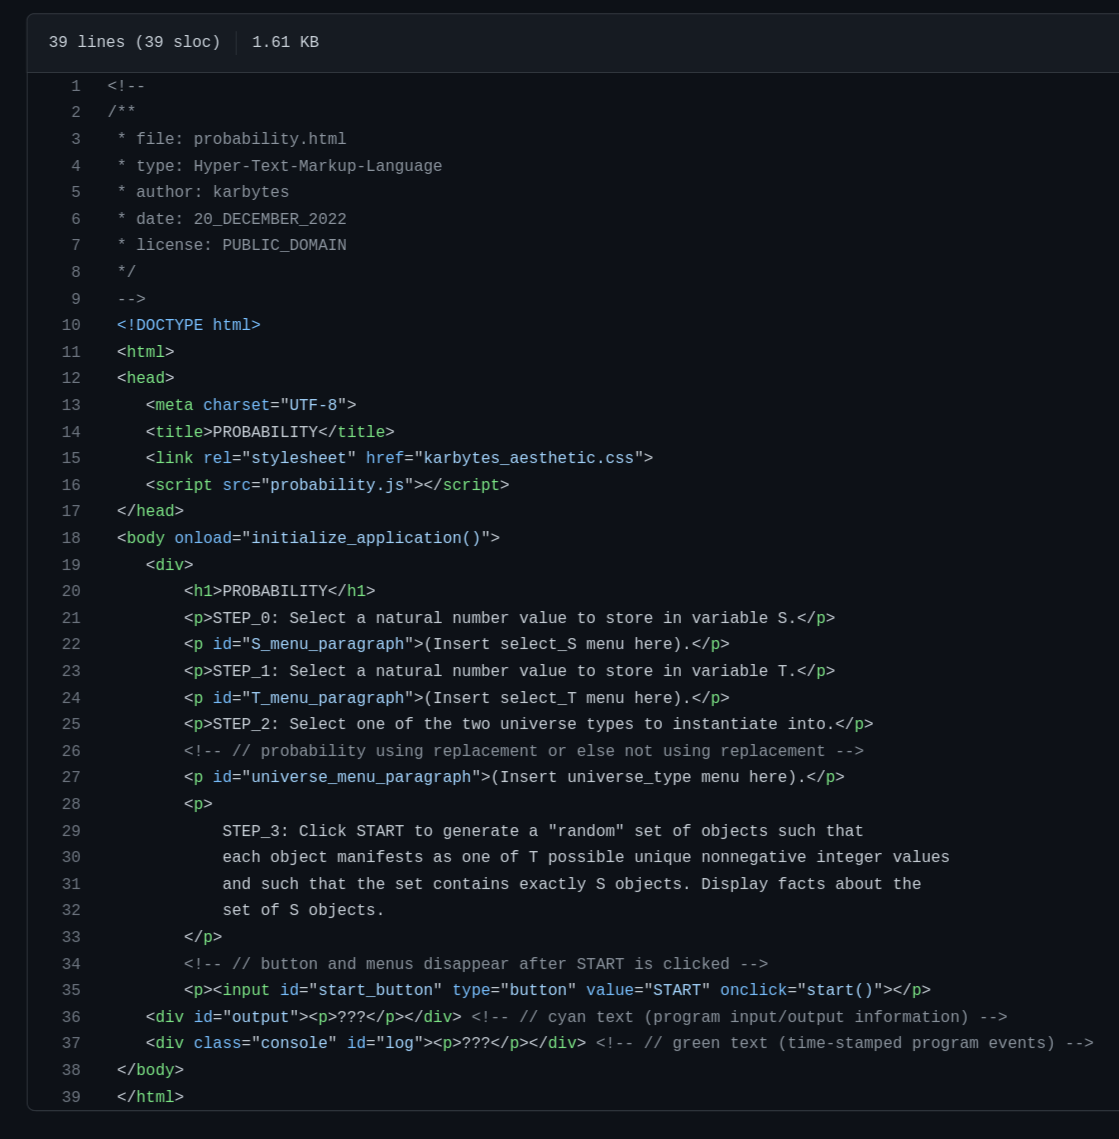 39 lines (39 sloc) 1.61 KB
1 <!--
2 /**
3  * file: probability.html
4  * type: Hyper-Text-Markup-Language
5  * author: karbytes
6  * date: 20_DECEMBER_2022
7  * license: PUBLIC_DOMAIN
8  */
9  -->
10  <!DOCTYPE html>
11  <html>
12  <head>
13     <meta charset="UTF-8">
14     <title>PROBABILITY</title>
15     <link rel="stylesheet" href="karbytes_aesthetic.css">
16     <script src="probability.js"></script>
17  </head>
18  <body onload="initialize_application()">
19     <div>
20         <h1>PROBABILITY</h1>
21         <p>STEP_0: Select a natural number value to store in variable S.</p>
22         <p id="S_menu_paragraph">(Insert select_S menu here).</p>
23         <p>STEP_1: Select a natural number value to store in variable T.</p>
24         <p id="T_menu_paragraph">(Insert select_T menu here).</p>
25         <p>STEP_2: Select one of the two universe types to instantiate into.</p>
26         <!-- // probability using replacement or else not using replacement -->
27         <p id="universe_menu_paragraph">(Insert universe_type menu here).</p>
28         <p>
29             STEP_3: Click START to generate a "random" set of objects such that
30             each object manifests as one of T possible unique nonnegative integer values
31             and such that the set contains exactly S objects. Display facts about the
32             set of S objects.
33         </p>
34         <!-- // button and menus disappear after START is clicked -->
35         <p><input id="start_button" type="button" value="START" onclick="start()"></p>
36     <div id="output"><p>???</p></div> <!-- // cyan text (program input/output information) -->
37     <div class="console" id="log"><p>???</p></div> <!-- // green text (time-stamped program events) -->
38  </body>
39  </html>